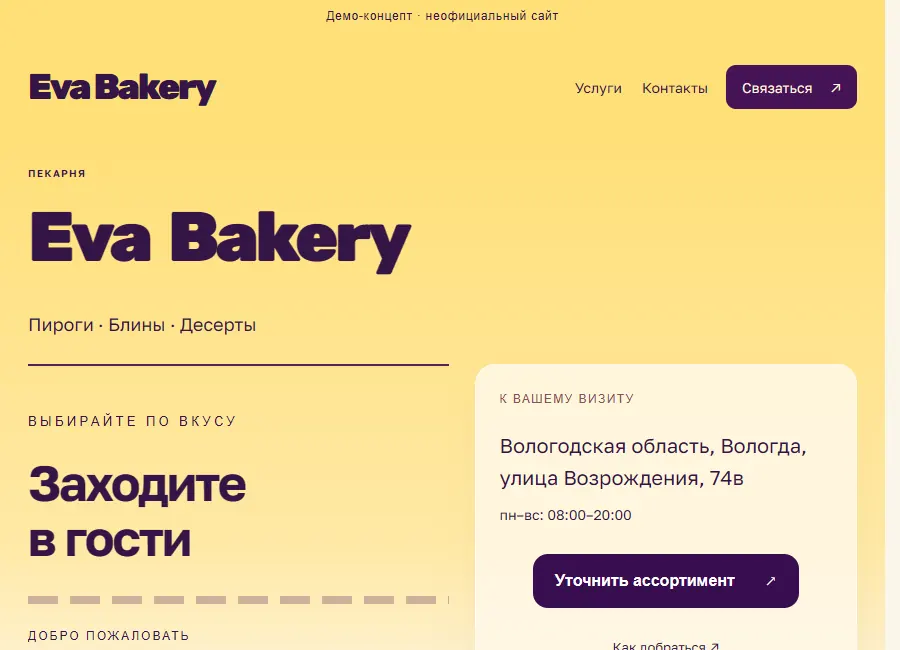 Демо-концепт · неофициальный сайт
Eva Bakery
Услуги
Контакты
Связаться ↗
ПЕКАРНЯ
Eva Bakery
Пироги · Блины · Десерты
ВЫБИРАЙТЕ ПО ВКУСУ
Заходите
в гости
ДОБРО ПОЖАЛОВАТЬ
К ВАШЕМУ ВИЗИТУ
Вологодская область, Вологда,
улица Возрождения, 74в
пн–вс: 08:00–20:00
Уточнить ассортимент ↗
Как добраться ↗